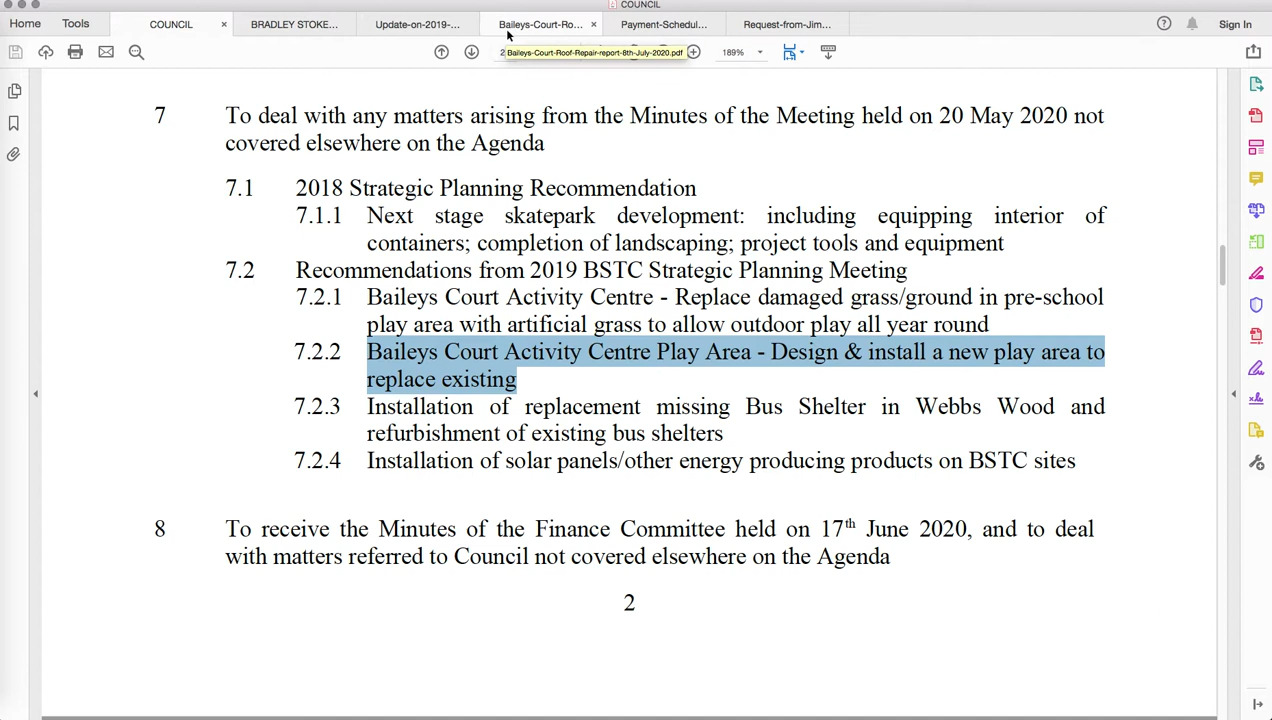 COUNCIL
Home Tools COUNCIL × BRADLEY STOKE... Update-on-2019-... Baileys-Court-Ro... × Payment-Schedul... Request-from-Jim... Sign In
189%
Baileys-Court-Roof-Repair-report-8th-July-2020.pdf
7 To deal with any matters arising from the Minutes of the Meeting held on 20 May 2020 not
covered elsewhere on the Agenda
7.1 2018 Strategic Planning Recommendation
7.1.1 Next stage skatepark development: including equipping interior of
containers; completion of landscaping; project tools and equipment
7.2 Recommendations from 2019 BSTC Strategic Planning Meeting
7.2.1 Baileys Court Activity Centre - Replace damaged grass/ground in pre-school
play area with artificial grass to allow outdoor play all year round
7.2.2 Baileys Court Activity Centre Play Area - Design & install a new play area to
replace existing
7.2.3 Installation of replacement missing Bus Shelter in Webbs Wood and
refurbishment of existing bus shelters
7.2.4 Installation of solar panels/other energy producing products on BSTC sites
8 To receive the Minutes of the Finance Committee held on 17th June 2020, and to deal
with matters referred to Council not covered elsewhere on the Agenda
2